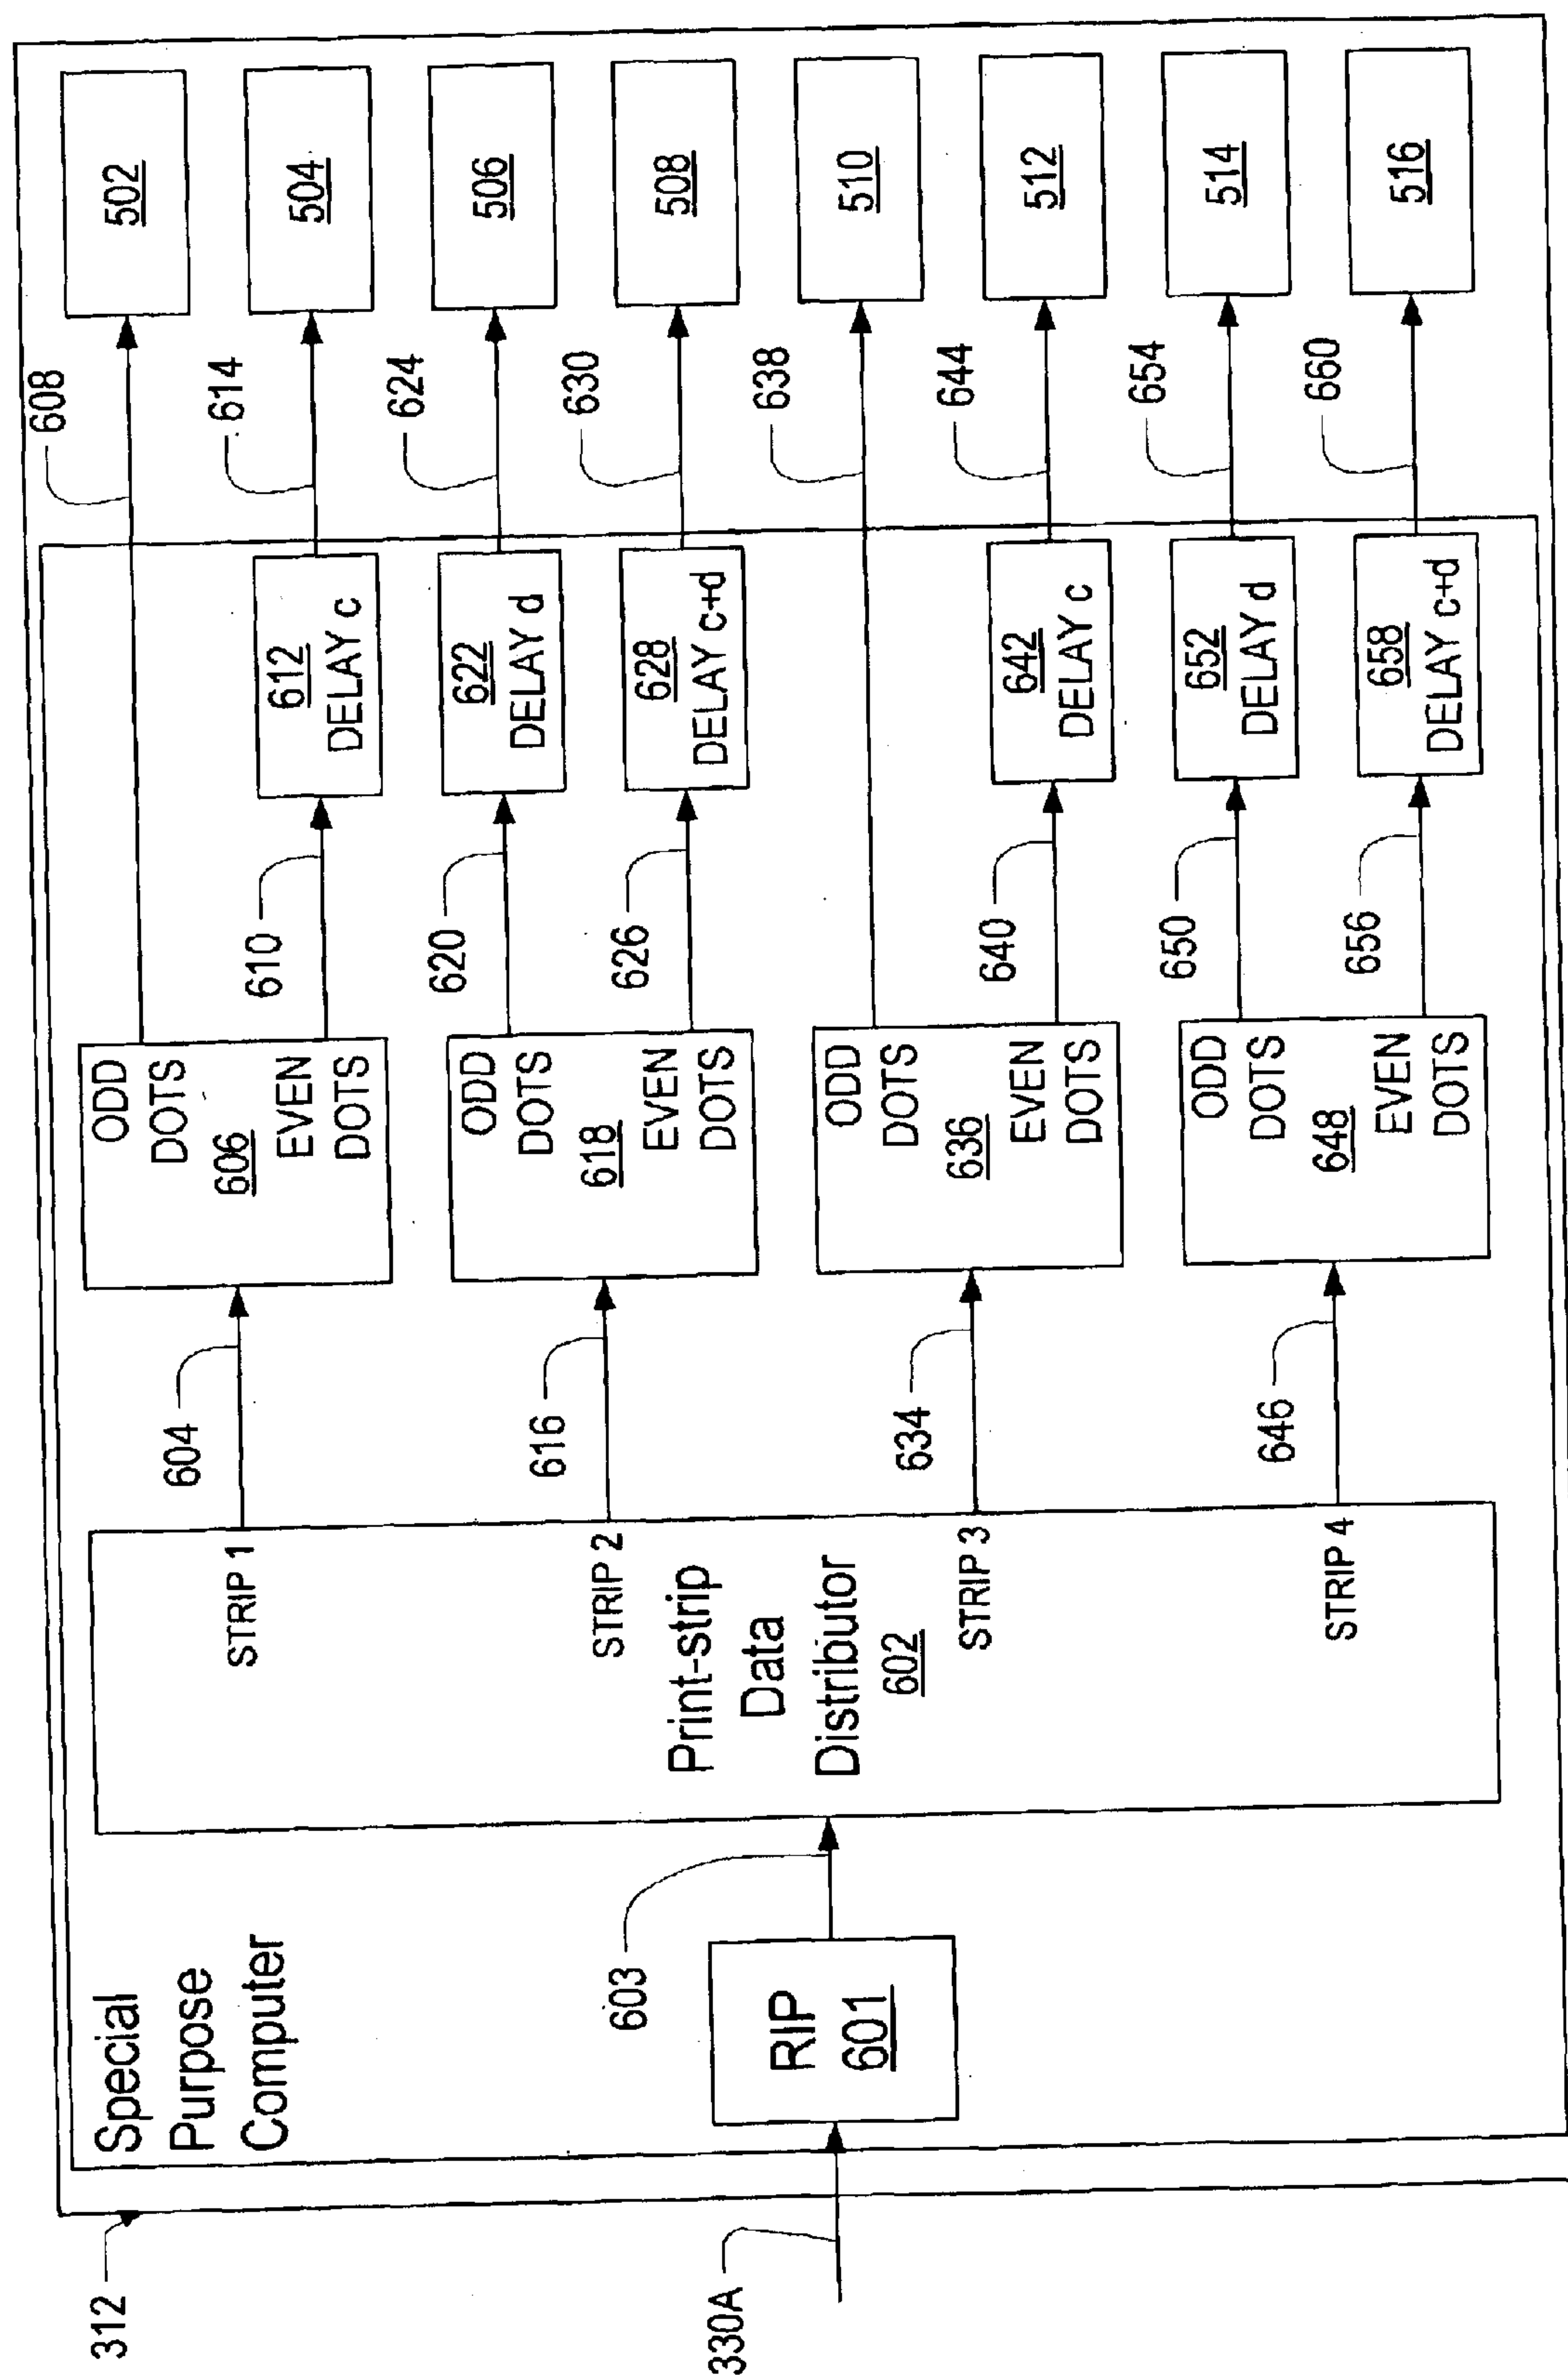 312
Special
Purpose
Computer
330A
RIP
601
603
Print-strip
Data
Distributor
602
STRIP 1
STRIP 2
STRIP 3
STRIP 4
604
616
634
646
ODD
DOTS
606
EVEN
DOTS
ODD
DOTS
618
EVEN
DOTS
ODD
DOTS
636
EVEN
DOTS
ODD
DOTS
648
EVEN
DOTS
610
620
626
640
650
656
612
DELAY c
622
DELAY d
628
DELAY c+d
642
DELAY c
652
DELAY d
658
DELAY c+d
608
614
624
630
638
644
654
660
502
504
506
508
510
512
514
516